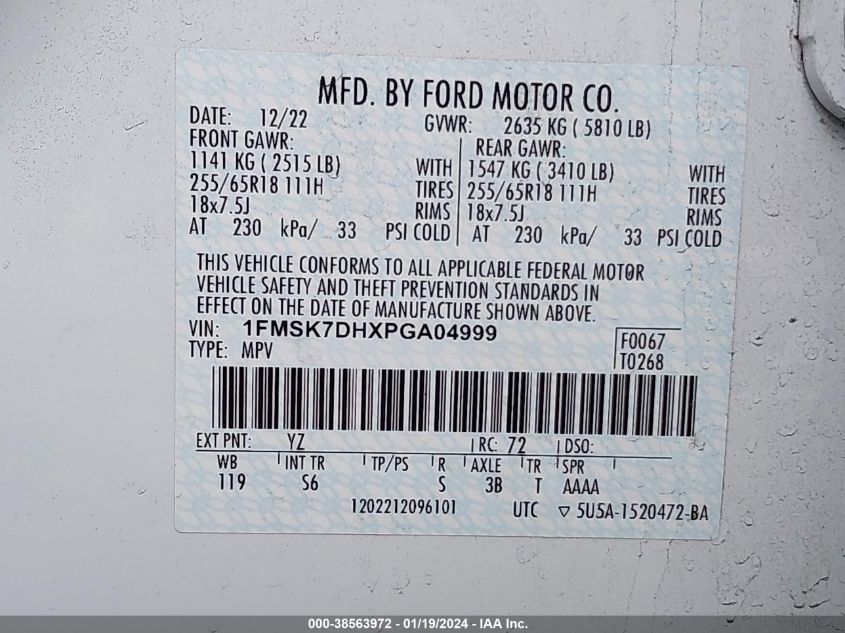 MFD. BY FORD MOTOR CO.
DATE: 12/22 GVWR: 2635 KG ( 5810 LB)
FRONT GAWR: REAR GAWR:
1141 KG ( 2515 LB) WITH 1547 KG ( 3410 LB) WITH
255/65R18 111H TIRES 255/65R18 111H TIRES
18x7.5J RIMS 18x7.5J RIMS
AT 230 kPa/ 33 PSI COLD AT 230 kPa/ 33 PSI COLD
THIS VEHICLE CONFORMS TO ALL APPLICABLE FEDERAL MOTOR
VEHICLE SAFETY AND THEFT PREVENTION STANDARDS IN
EFFECT ON THE DATE OF MANUFACTURE SHOWN ABOVE.
VIN: 1FMSK7DHXPGA04999 F0067
TYPE: MPV T0268
EXT PNT: YZ RC: 72 DSO:
WB INT TR TP/PS R AXLE TR SPR
119 S6 S 3B T AAAA
1202212096101 UTC ▽ 5U5A-1520472-BA
000-38563972 - 01/19/2024 - IAA Inc.